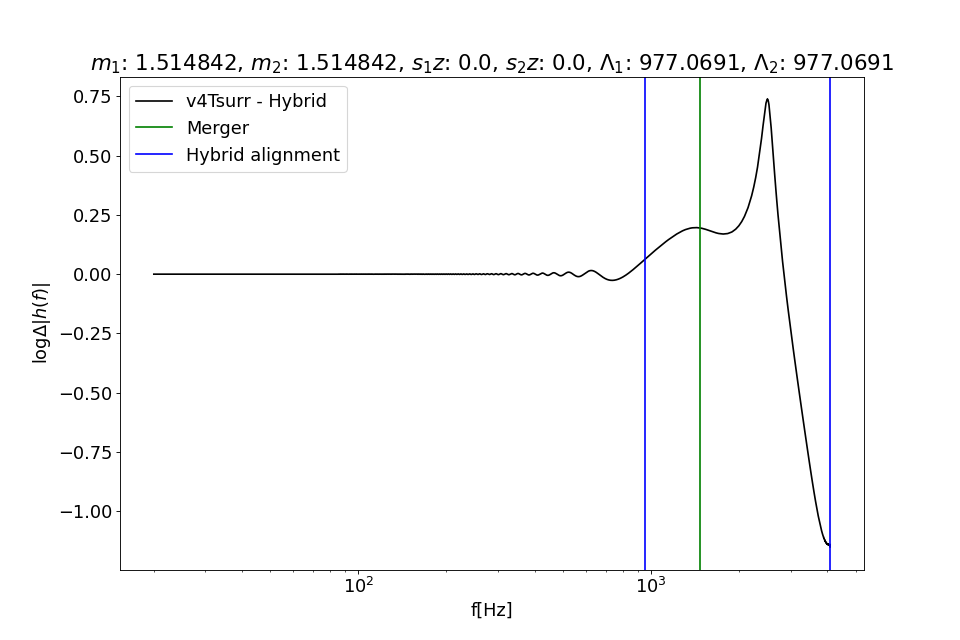 m₁: 1.514842, m₂: 1.514842, s₁z: 0.0, s₂z: 0.0, Λ₁: 977.0691, Λ₂: 977.0691
v4Tsurr - Hybrid
Merger
Hybrid alignment
0.75
0.50
0.25
0.00
−0.25
−0.50
−0.75
−1.00
logΔ|h(f)|
10² 10³
f[Hz]